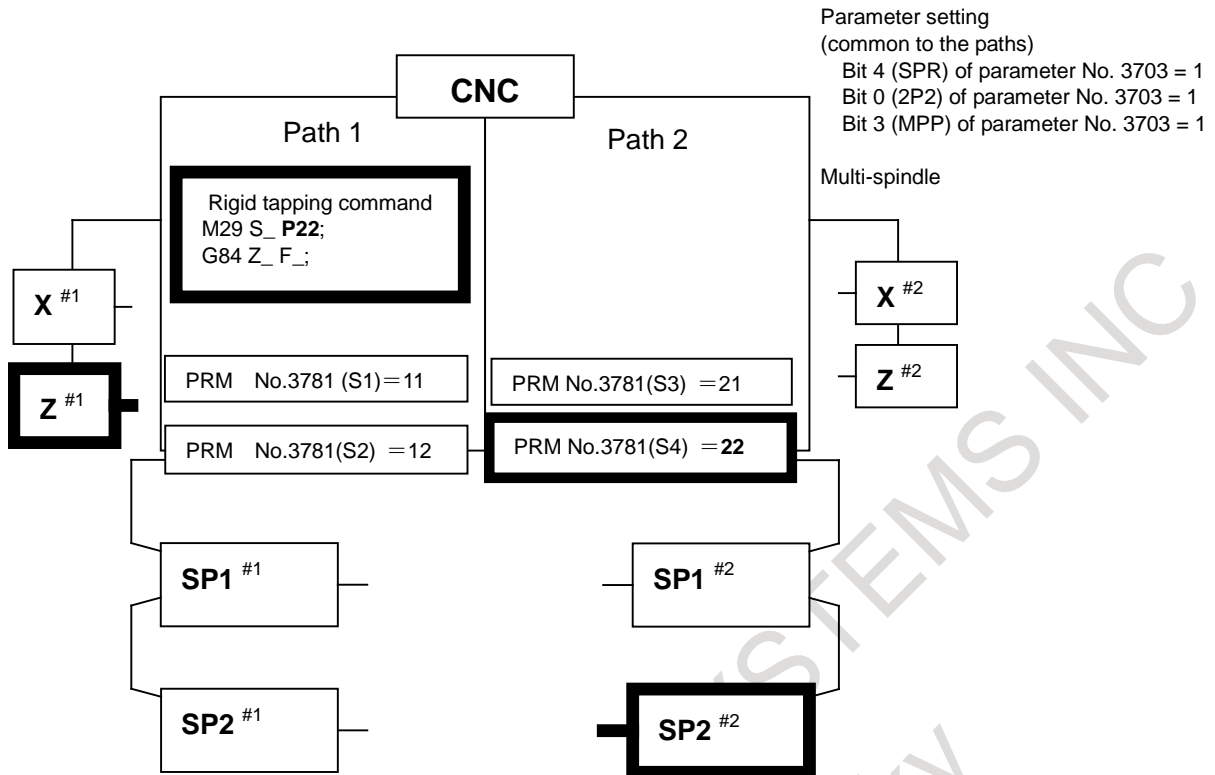 Parameter setting
(common to the paths)
Bit 4 (SPR) of parameter No. 3703 = 1
Bit 0 (2P2) of parameter No. 3703 = 1
Bit 3 (MPP) of parameter No. 3703 = 1
Multi-spindle
CNC
Path 1
Path 2
Rigid tapping command
M29 S_ P22;
G84 Z_ F_;
X #1
Z #1
X #2
Z #2
PRM No.3781 (S1)=11
PRM No.3781(S3) =21
PRM No.3781(S2) =12
PRM No.3781(S4) =22
SP1 #1
SP1 #2
SP2 #1
SP2 #2
STEMS INC